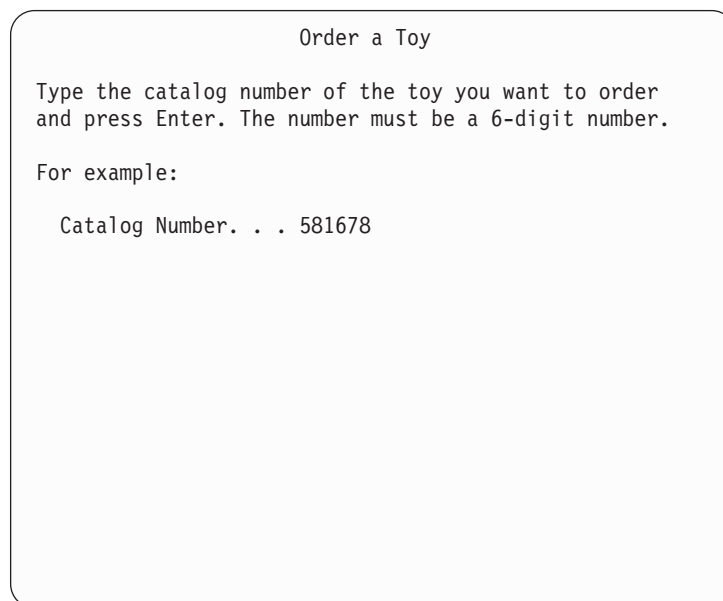 Order a Toy
Type the catalog number of the toy you want to order
and press Enter. The number must be a 6-digit number.
For example:
Catalog Number. . . 581678